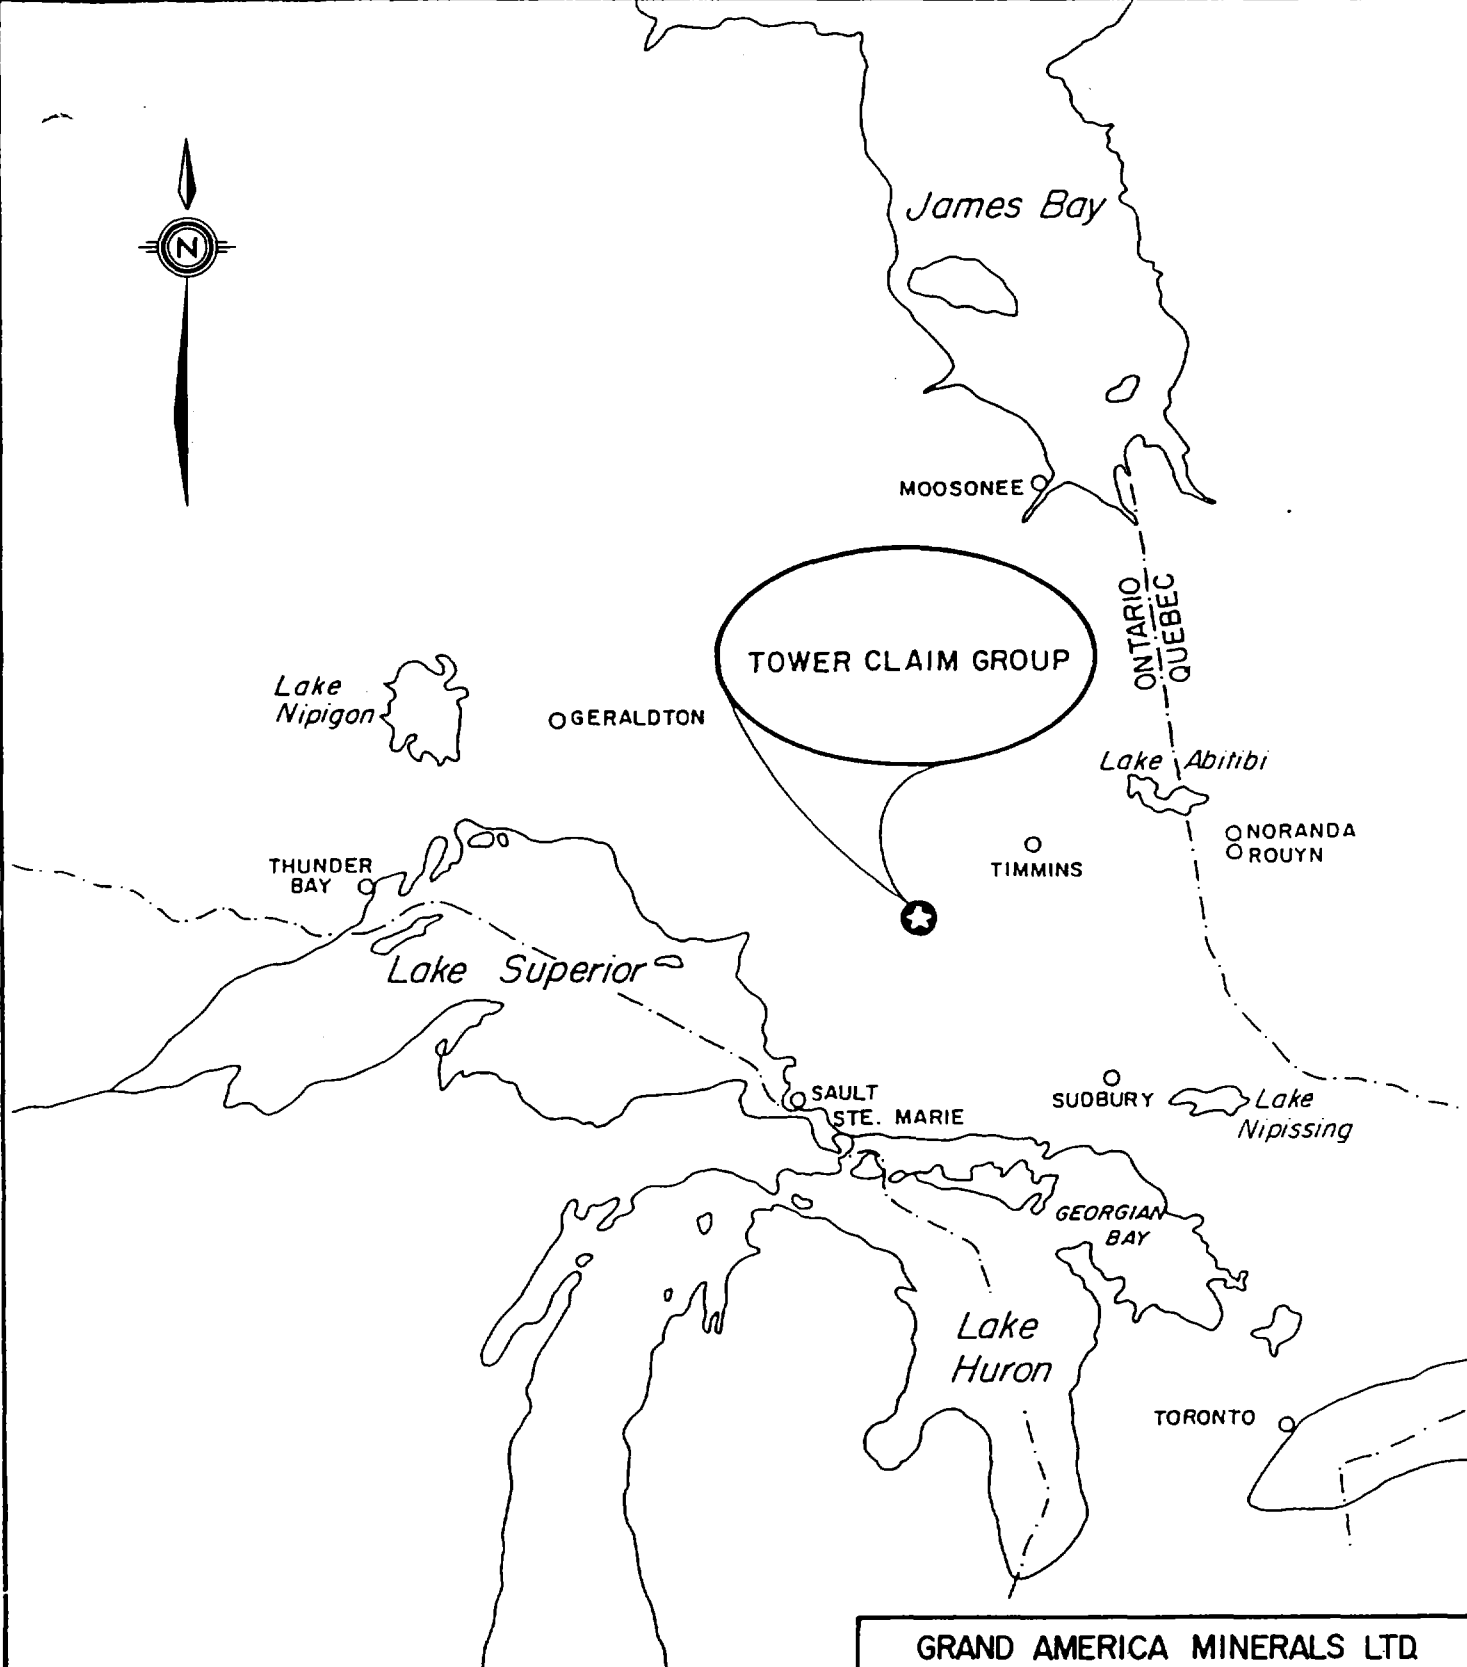 James Bay
N
MOOSONEE
ONTARIO
QUEBEC
TOWER CLAIM GROUP
Lake
Nipigon
GERALDTON
Lake Abitibi
NORANDA
ROUYN
TIMMINS
THUNDER
BAY
Lake Superior
SAULT
STE. MARIE
SUDBURY
Lake
Nipissing
GEORGIAN
BAY
Lake
Huron
TORONTO
GRAND AMERICA MINERALS LTD.